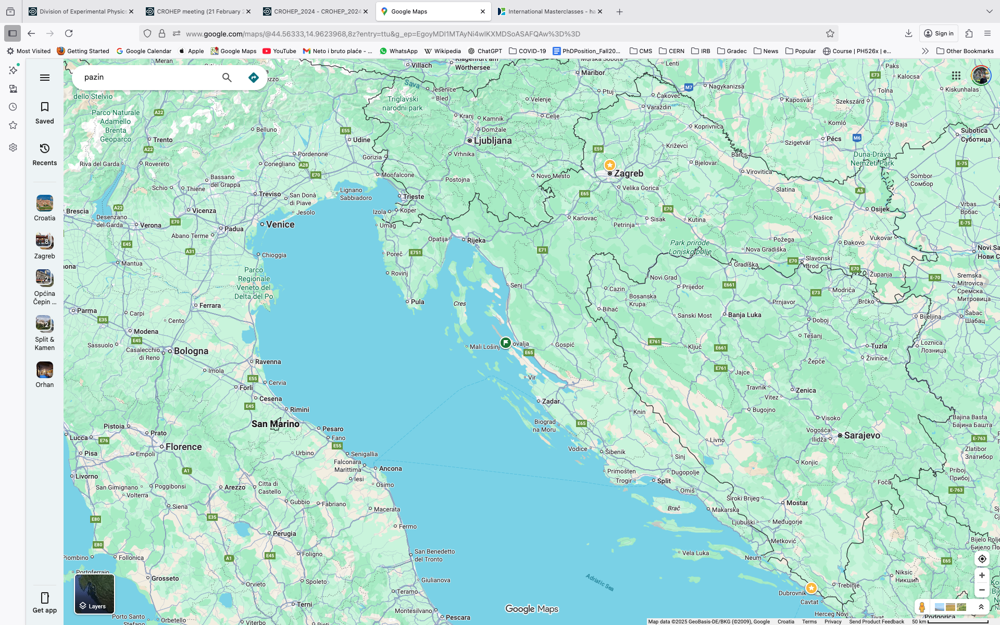 Division of Experimental Physics
CROHEP meeting (21 February 2
CROHEP_2024 - CROHEP_2024
Google Maps
International Masterclasses - ha
www.google.com/maps/@44.56333,14.9623968,8z?entry=ttu&g_ep=EgoyMDI1MTAyNi4wIKXMDSoASAFQAw%3D%3D
Sign in
Most Visited
Getting Started
Google Calendar
Apple
Google Maps
YouTube
Neto i bruto plaće - ...
WhatsApp
Wikipedia
ChatGPT
COVID-19
PhDPosition_Fall20...
CMS
CERN
IRB
Gradec
News
Popular
Course | PH526x | e...
Other Bookmarks
pazin
Saved
Recents
Croatia
8
Zagreb
2
Općina
Čepin ...
2
Split &
Kamen
Orhan
Get app
Layers
Meran
dello Stelvio
Parco Naturale
Adamello
Brenta
Geoparco
A22
Trento
A22
Riva del Garda
Rovereto
Belluno
Villach
Klagenfurt am
Wörthersee
Murska Sobota
Maribor
Lenti
Sava
Jesenice
Bled
Triglavski
narodni park
Velenje
Ptuj
Čakovec
M7
Nagykanizsa
E73
Paks
Kalocsa
Tolna
Kiskunhalas
Kaposvár
Szekszárd
Varaždin
Kranj
Kamnik
Celje
Domžale
Ljubljana
Koprivnica
Komló
Baja
Subotica
Суботица
Szigetvár
Pécs
M6
E55
Udine
Gorizia
Vrhnika
E59
Križevci
Barcs
Duna-Dráva
Nemzeti Park
E-75
Pordenone
Conegliano
A28
E70
Monfalcone
Postojna
Novo Mesto
Zagreb
Bjelovar
Virovitica
Sombor
Сомбор
Schio
Thiene
Bassano
del Grappa
Treviso
San Donà
di Piave
Lignano
Sabbiadoro
Trieste
Velika Gorica
E65
Slatina
A5
Brescia
A22
Desenzano
del Garda
Vicenza
Jesolo
Izola
Koper
Karlovac
E70
Našice
Osijek
Vrbas
Врбас
E-75
Verona
E70
Padua
Venice
Umag
Petrinja
Sisak
Kutina
Abano Terme
E45
A31
Chioggia
Opatija
Rijeka
E71
Park prirode
Lonjsko polje
Požega
Đakovo
Vukovar
Nova Gradiška
Mantua
Poreč
E751
E70
Slavonski
Brod
E70
Gradiška
Županja
Parco
Regionale
Veneto del
Delta del Po
Rovinj
Senj
Novi Grad
E661
E-70
Sremska
Mitrovica
Сремска
Митровица
Cazin
Prijedor
E73
Modriča
Ferrara
Pula
Cres
Bosanska
Krupa
Prnjavor
Brčko
Parma
E35
Carpi
Cento
Bihać
Sanski Most
Banja Luka
Doboj
Bijeljina
Šabac
Шабац
Modena
E45
Tešanj
Sassuolo
Casalecchio
di Reno
Bologna
Mali Lošinj
Gospić
E65
E761
Ključ
E661
Tuzla
Loznica
Лозница
Živinice
Žepče
Ravenna
Imola
E55
Vir
E761
Jajce
Cervia
Forlì
Travnik
Zenica
Cesena
E45
Vitez
Rimini
Zadar
Knin
Bugojno
Visoko
Bajina Basta
Бајина Башта
San Marino
Biograd
na Moru
E65
Pistoia
Prato
Pesaro
Vogošća
Sarajevo
Ilidža
E-763
Lucca
E76
Fano
E55
Livno
Pisa
Empoli
Florence
Urbino
Senigallia
Vodice
Šibenik
Zlatibor
Златибор
Falconara
Marittima
Sinj
Konjic
Livorno
A1
Ancona
Primošten
Dugopolje
Priboj
Прибој
Iesi
Trogir
Split
Foča
San Gimignano
Poggibonsi
Arezzo
Citta di
Castello
Osimo
Omiš
E-763
Volterra
Široki Brijeg
Mostar
Siena
Gubbio
Fabriano
Macerata
Brač
Makarska
E80
E35
Ljubuški
Međugorje
Fermo
Perugia
Metković
E80
Vela Luka
San Benedetto
del Tronto
Neum
E65
Piombino
Follonica
A1
E45
Foligno
Niksic
Никшић
Portoferraio
Grosseto
Giulianova
Adriatic Sea
Trebinje
Orvieto
Spoleto
Teramo
Dubrovnik
Cavtat
Terni
Montesilvano
Google Maps
Herceg Novi
Podgorica
Porto Santo
Stefano
Orbetello
Viterbo
Pescara
Map data ©2025 GeoBasis-DE/BKG (©2009), Google
Croatia
Terms
Privacy
Send Product Feedback
50 km